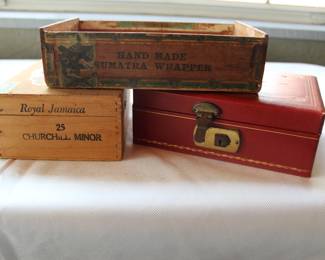 HAND MADE
SUMATRA WRAPPER
Royal Jamaica
25
CHURCHILL MINOR